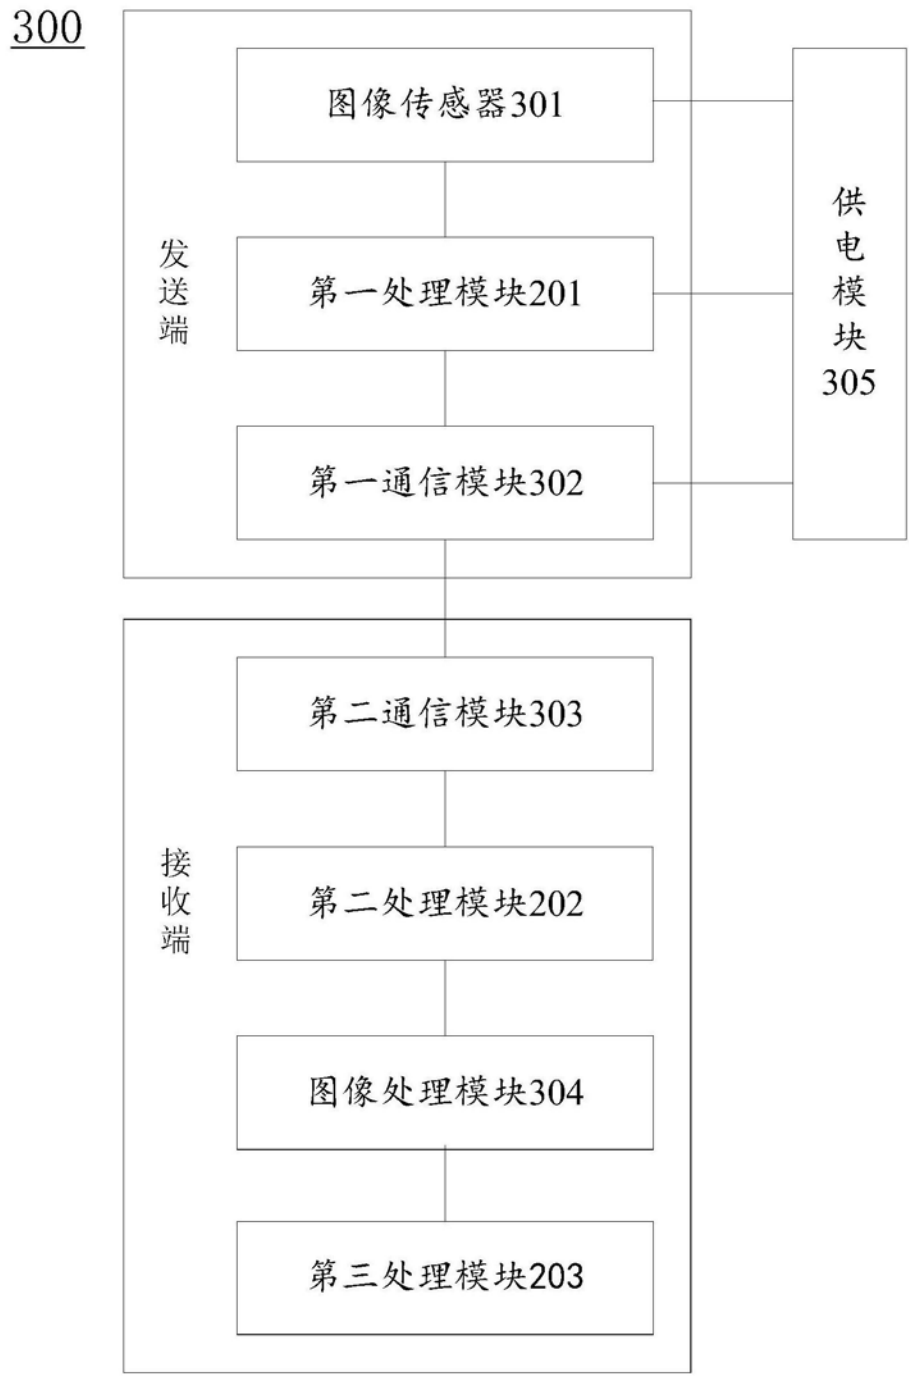 300
图像传感器301
发送端
第一处理模块201
第一通信模块302
供电模块
305
第二通信模块303
接收端
第二处理模块202
图像处理模块304
第三处理模块203